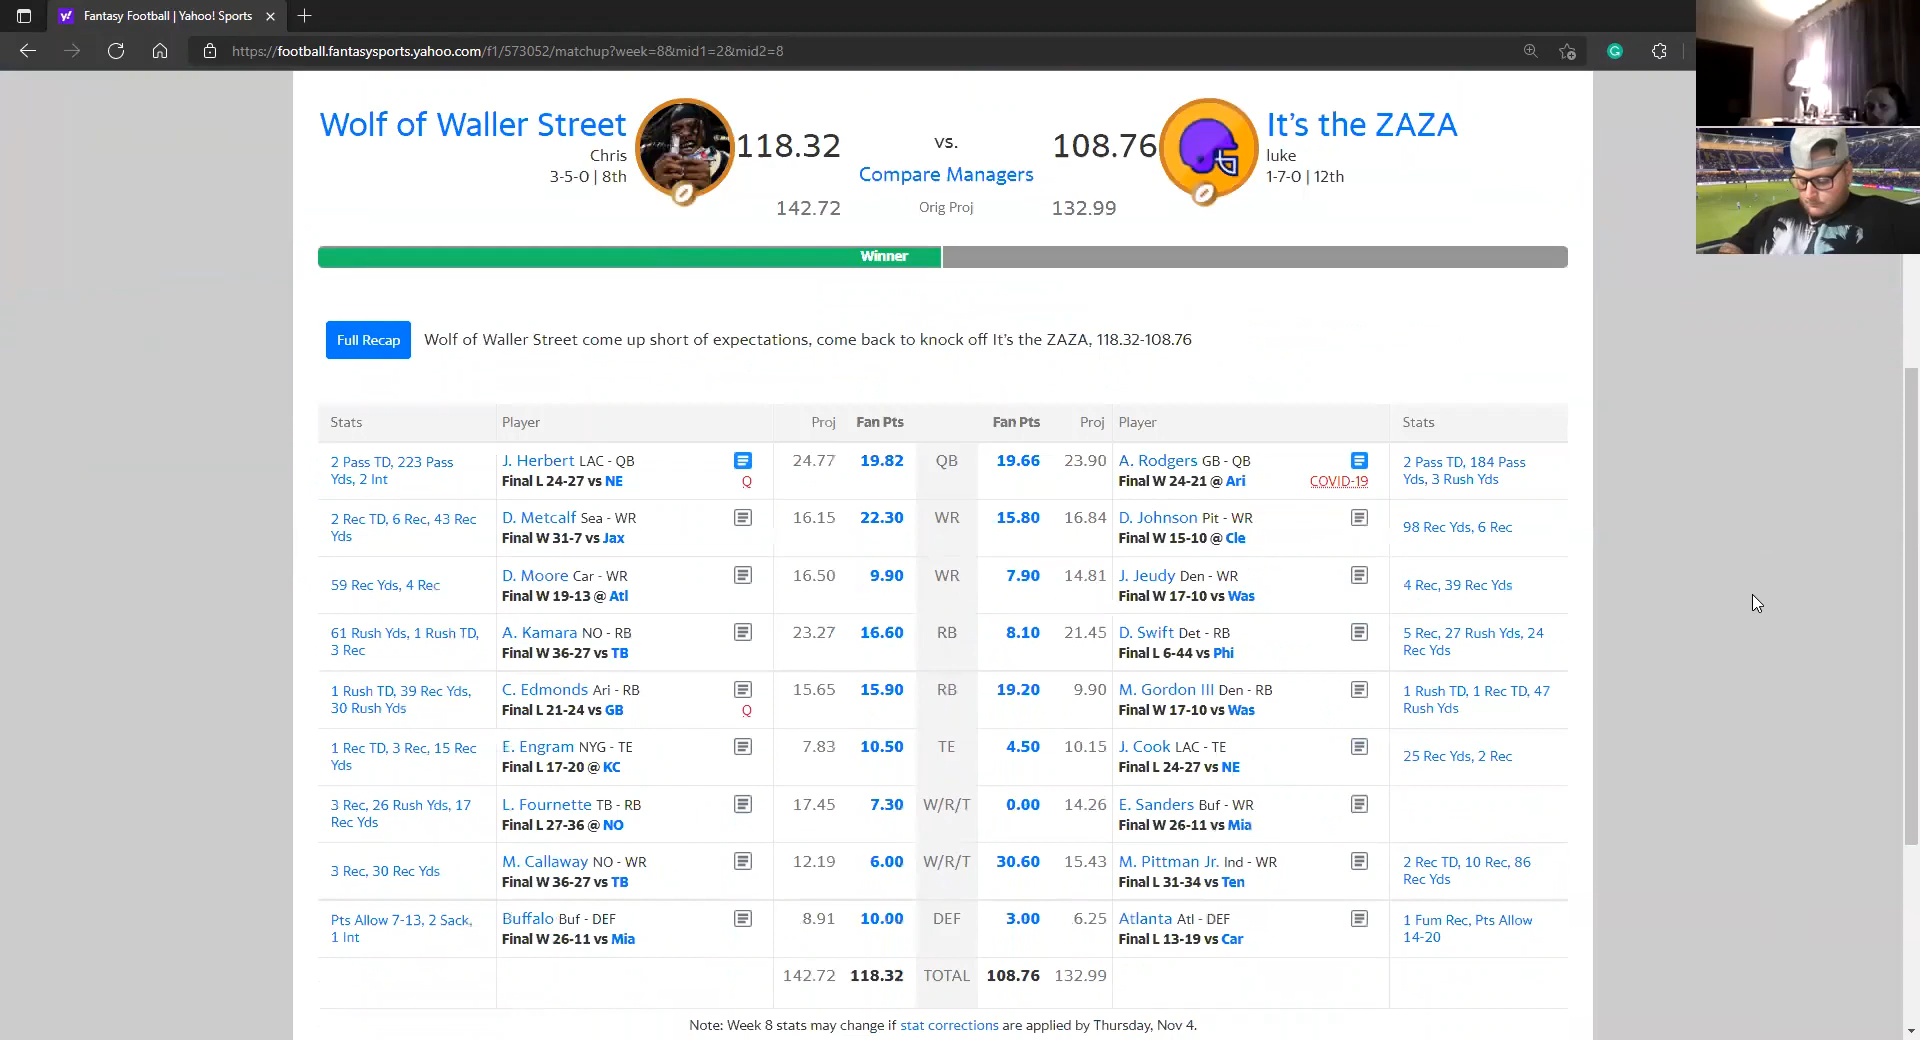 Fantasy Football | Yahoo! Sports
https://football.fantasysports.yahoo.com/f1/573052/matchup?week=8&mid1=2&mid2=8
Wolf of Waller Street
Chris
3-5-0 | 8th
118.32
142.72
vs.
Compare Managers
Orig Proj
108.76
132.99
It's the ZAZA
luke
1-7-0 | 12th
Winner
Full Recap
Wolf of Waller Street come up short of expectations, come back to knock off It's the ZAZA, 118.32-108.76
Stats Player Proj Fan Pts Fan Pts Proj Player Stats
2 Pass TD, 223 Pass J. Herbert LAC - QB 24.77 19.82 QB 19.66 23.90 A. Rodgers GB - QB 2 Pass TD, 184 Pass
Yds, 2 Int Final L 24-27 vs NE Q Final W 24-21 @ Ari COVID-19 Yds, 3 Rush Yds
2 Rec TD, 6 Rec, 43 Rec D. Metcalf Sea - WR 16.15 22.30 WR 15.80 16.84 D. Johnson Pit - WR 98 Rec Yds, 6 Rec
Yds Final W 31-7 vs Jax Final W 15-10 @ Cle
59 Rec Yds, 4 Rec D. Moore Car - WR 16.50 9.90 WR 7.90 14.81 J. Jeudy Den - WR 4 Rec, 39 Rec Yds
Final W 19-13 @ Atl Final W 17-10 vs Was
61 Rush Yds, 1 Rush TD, A. Kamara NO - RB 23.27 16.60 RB 8.10 21.45 D. Swift Det - RB 5 Rec, 27 Rush Yds, 24
3 Rec Final W 36-27 vs TB Final L 6-44 vs Phi Rec Yds
1 Rush TD, 39 Rec Yds, C. Edmonds Ari - RB 15.65 15.90 RB 19.20 9.90 M. Gordon III Den - RB 1 Rush TD, 1 Rec TD, 47
30 Rush Yds Final L 21-24 vs GB Q Final W 17-10 vs Was Rush Yds
1 Rec TD, 3 Rec, 15 Rec E. Engram NYG - TE 7.83 10.50 TE 4.50 10.15 J. Cook LAC - TE 25 Rec Yds, 2 Rec
Yds Final L 17-20 @ KC Final L 24-27 vs NE
3 Rec, 26 Rush Yds, 17 L. Fournette TB - RB 17.45 7.30 W/R/T 0.00 14.26 E. Sanders Buf - WR
Rec Yds Final L 27-36 @ NO Final W 26-11 vs Mia
3 Rec, 30 Rec Yds M. Callaway NO - WR 12.19 6.00 W/R/T 30.60 15.43 M. Pittman Jr. Ind - WR 2 Rec TD, 10 Rec, 86
Final W 36-27 vs TB Final L 31-34 vs Ten Rec Yds
Pts Allow 7-13, 2 Sack, Buffalo Buf - DEF 8.91 10.00 DEF 3.00 6.25 Atlanta Atl - DEF 1 Fum Rec, Pts Allow
1 Int Final W 26-11 vs Mia Final L 13-19 vs Car 14-20
142.72 118.32 TOTAL 108.76 132.99
Note: Week 8 stats may change if stat corrections are applied by Thursday, Nov 4.